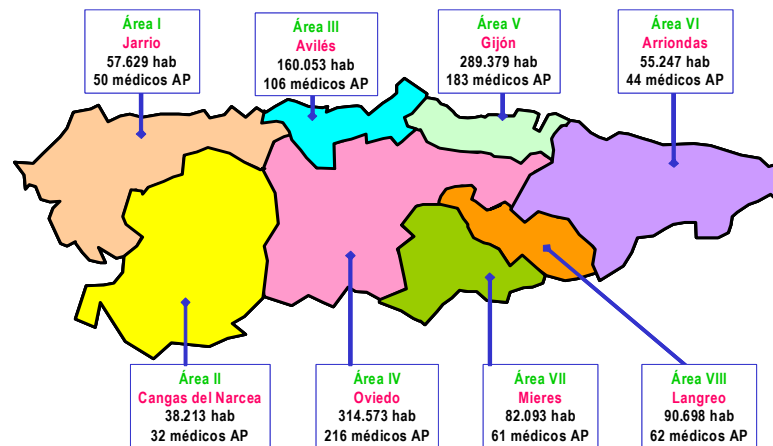 Área I
Jarrio
57.629 hab
50 médicos AP
Área III
Avilés
160.053 hab
106 médicos AP
Área V
Gijón
289.379 hab
183 médicos AP
Área VI
Arriondas
55.247 hab
44 médicos AP
Área II
Cangas del Narcea
38.213 hab
32 médicos AP
Área IV
Oviedo
314.573 hab
216 médicos AP
Área VII
Mieres
82.093 hab
61 médicos AP
Área VIII
Langreo
90.698 hab
62 médicos AP